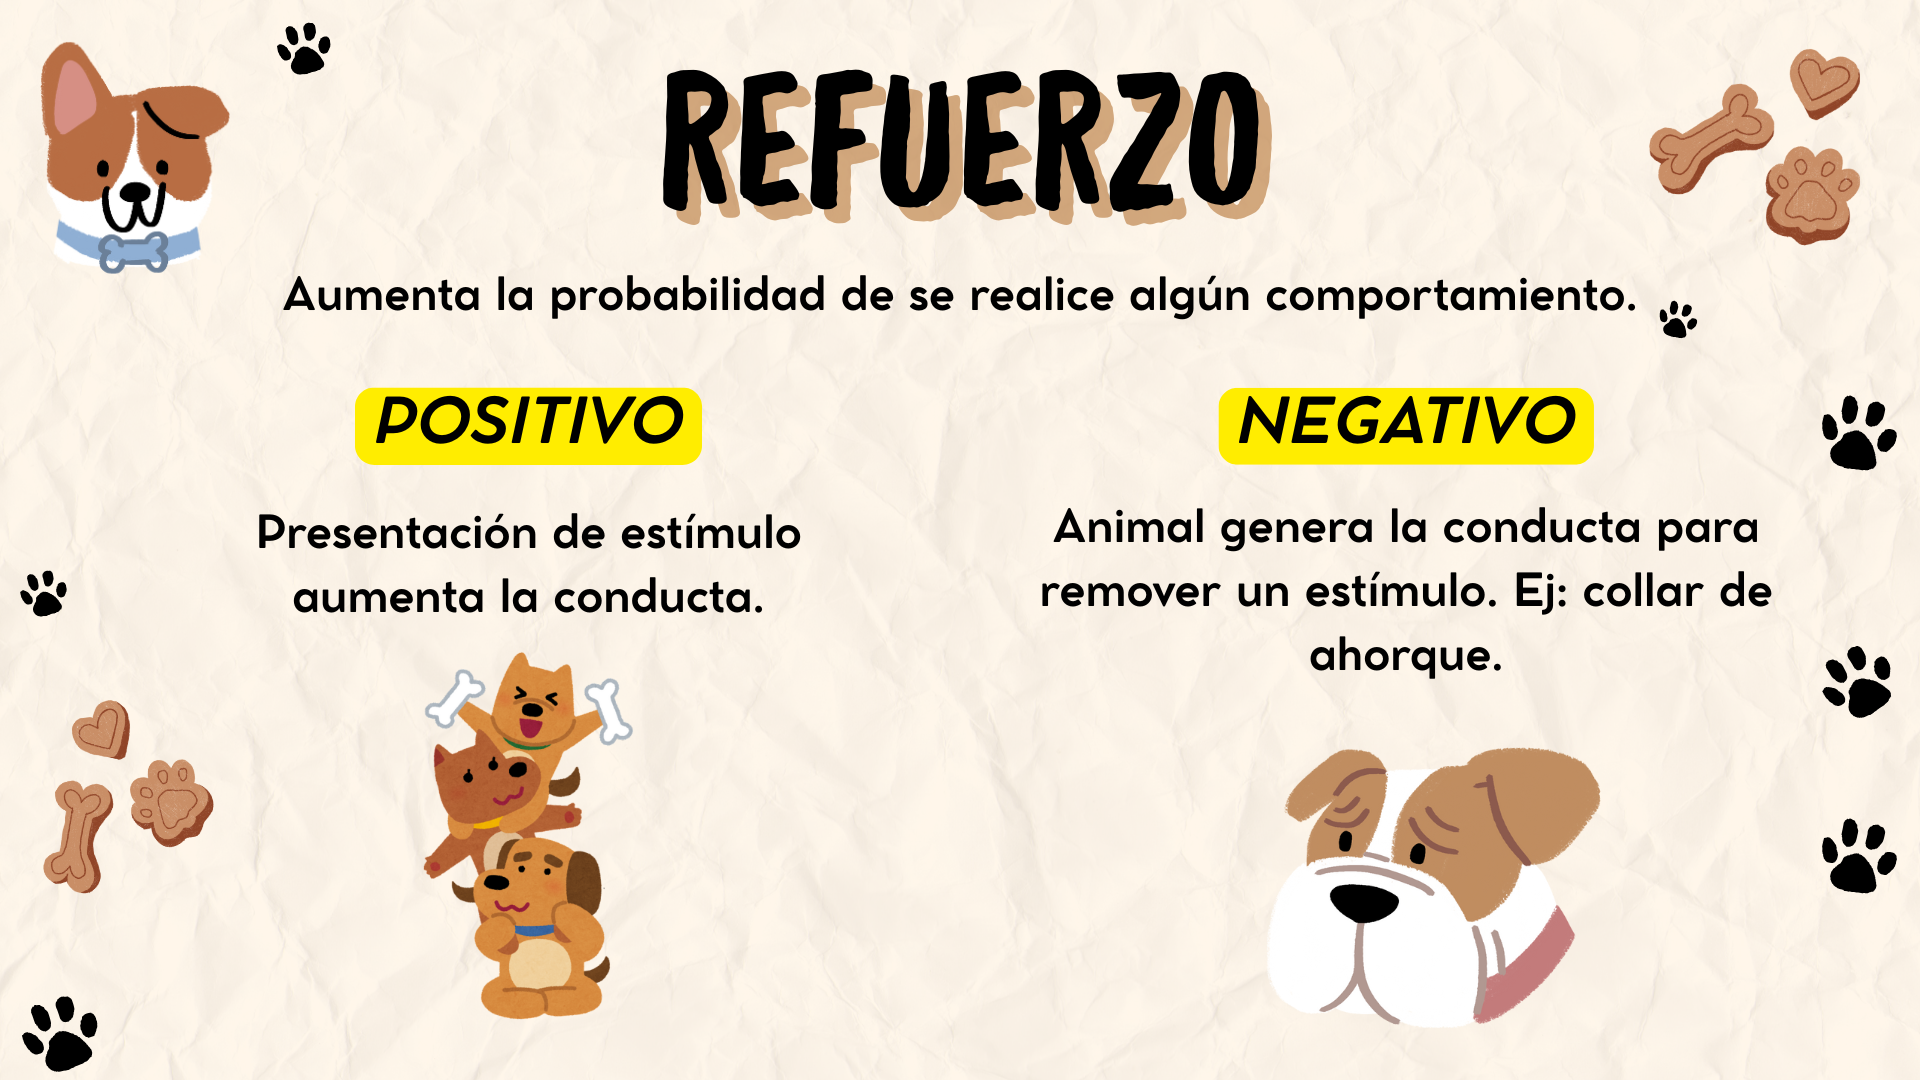 REFUERZO
Aumenta la probabilidad de se realice algún comportamiento.
POSITIVO
Presentación de estímulo
aumenta la conducta.
NEGATIVO
Animal genera la conducta para
remover un estímulo. Ej: collar de
ahorque.